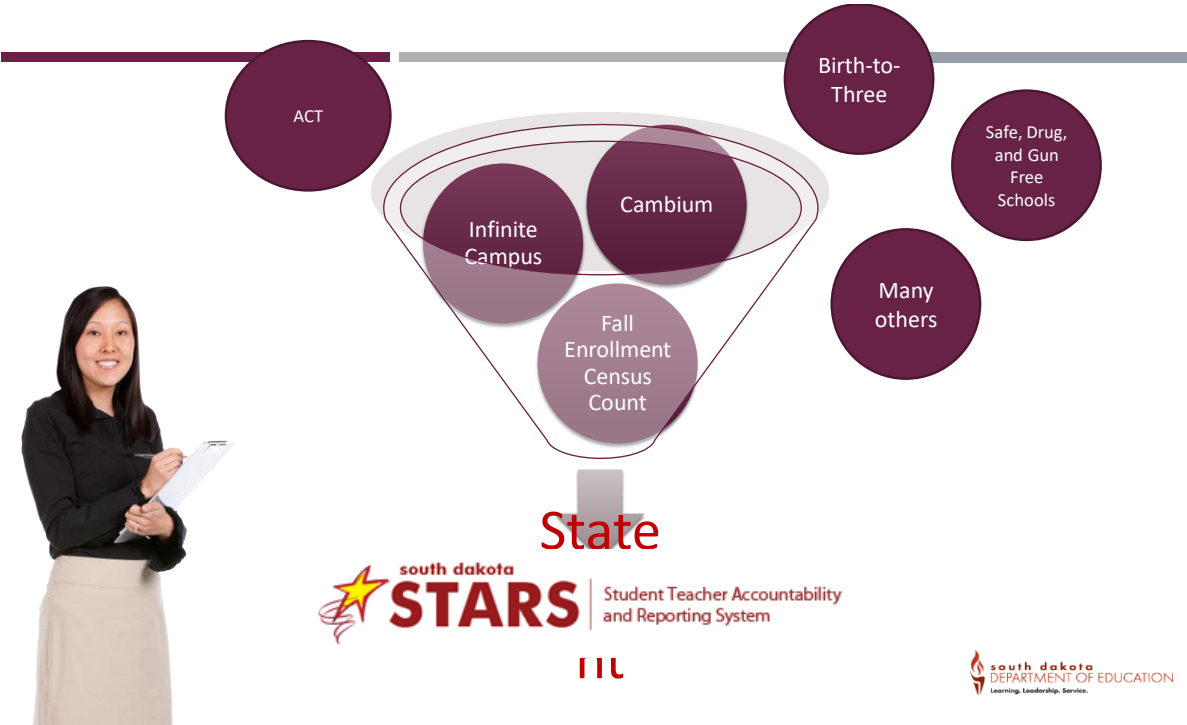 ACT
Birth-to-
Three
Safe, Drug,
and Gun
Free
Schools
Cambium
Infinite
Campus
Many
others
Fall
Enrollment
Census
Count
State
south dakota
STARS
Student Teacher Accountability
and Reporting System
south dakota
DEPARTMENT OF EDUCATION
Learning. Leadership. Service.